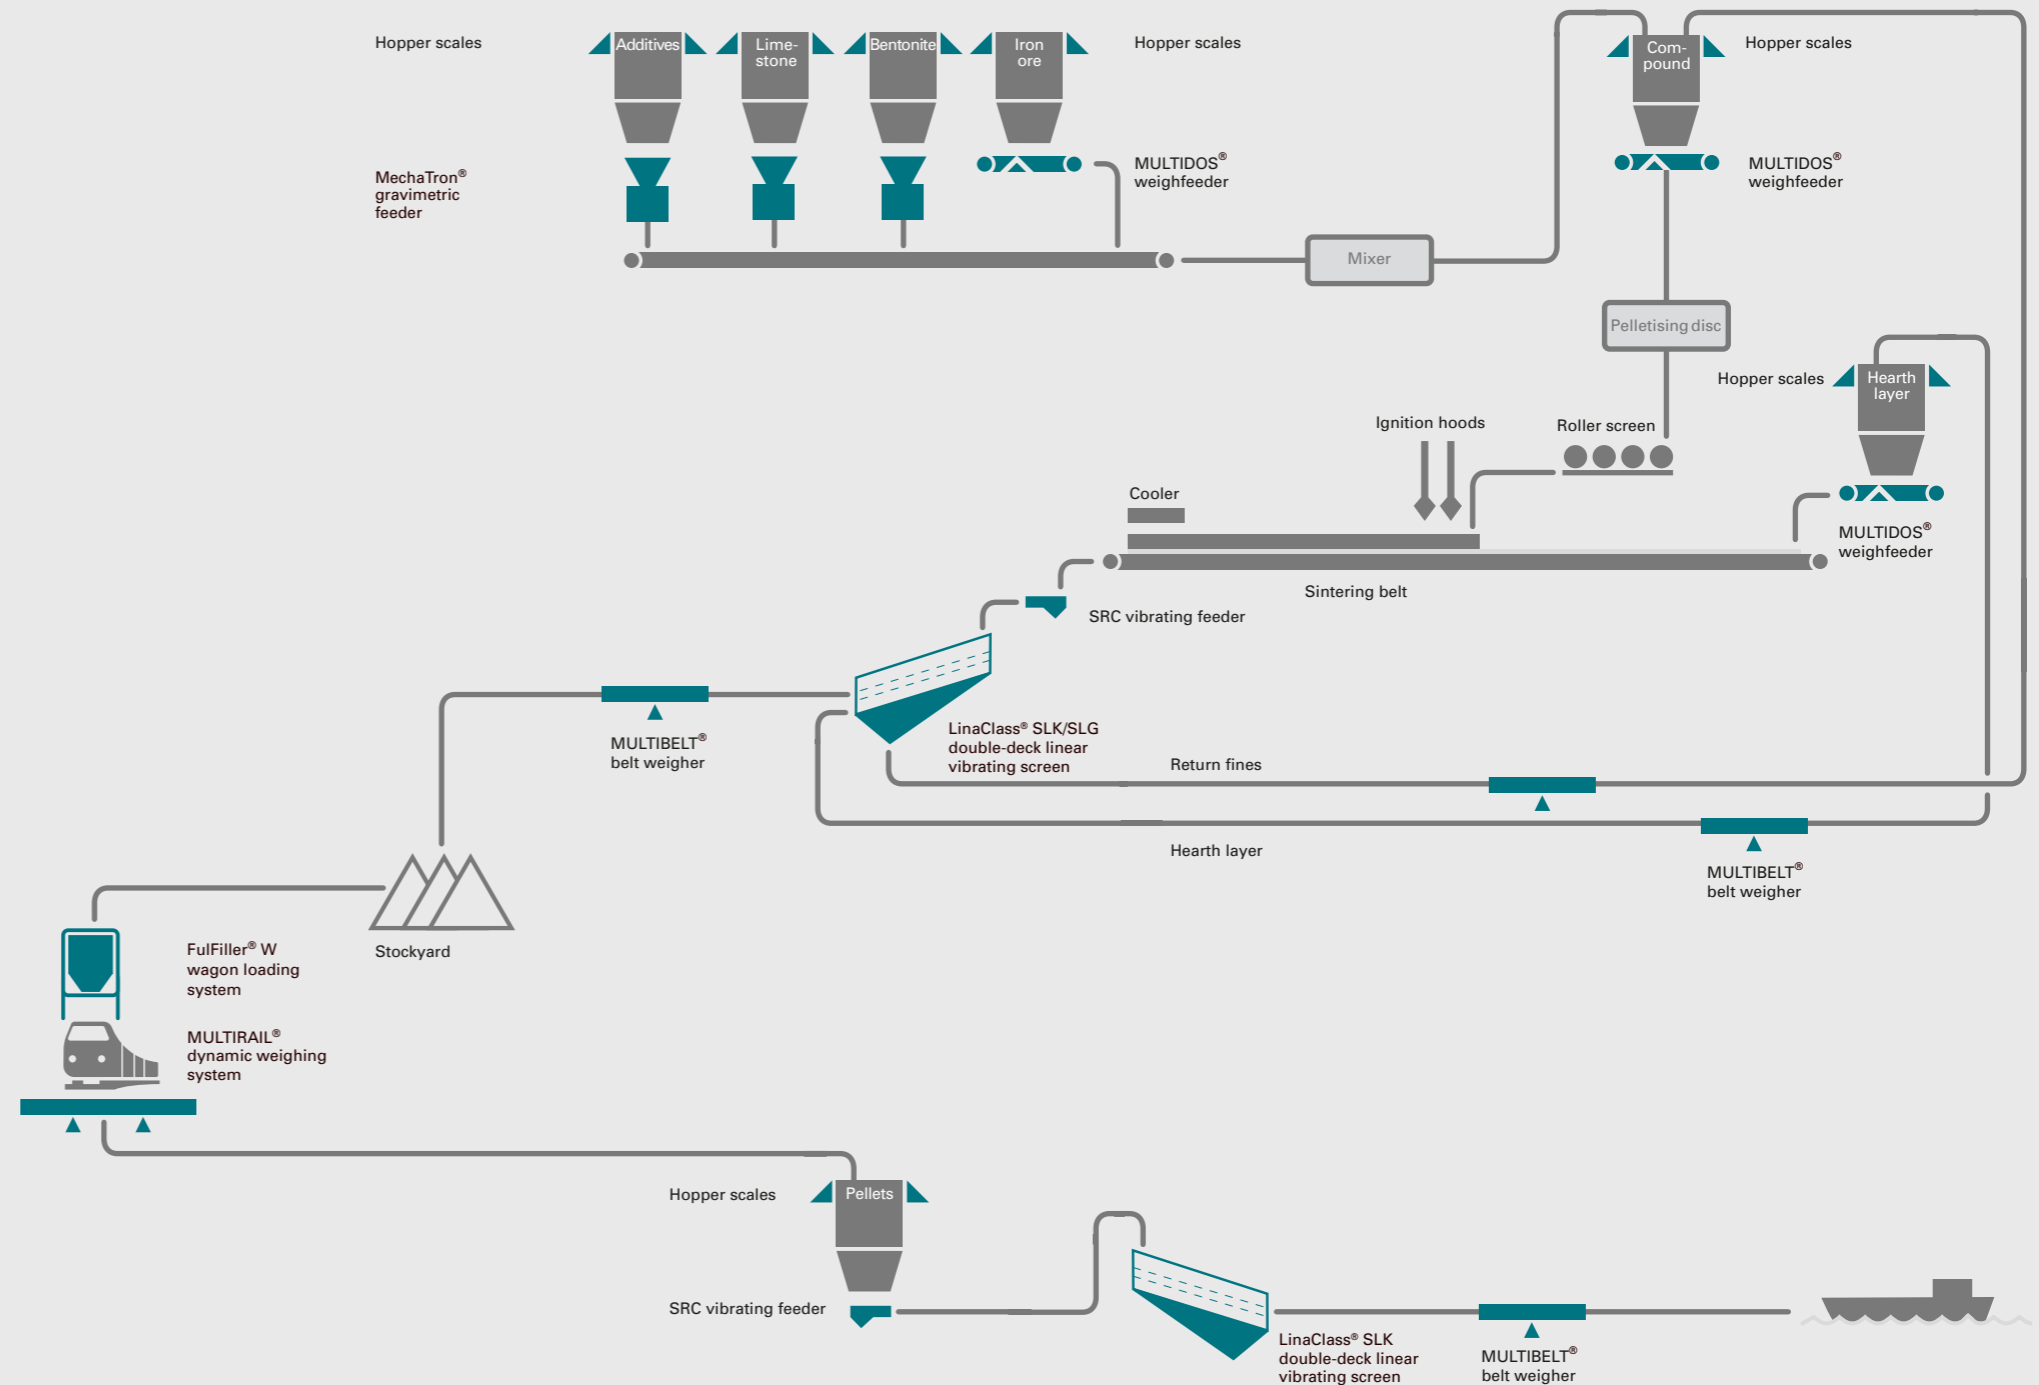 Hopper scales
Additives
Lime-
stone
Bentonite
Iron
ore
Hopper scales
Com-
pound
Hopper scales
MechaTron®
gravimetric
feeder
MULTIDOS®
weighfeeder
MULTIDOS®
weighfeeder
Mixer
Pelletising disc
Hopper scales
Hearth
layer
Ignition hoods
Roller screen
Cooler
MULTIDOS®
weighfeeder
Sintering belt
SRC vibrating feeder
LinaClass® SLK/SLG
double-deck linear
vibrating screen
MULTIBELT®
belt weigher
Return fines
Hearth layer
MULTIBELT®
belt weigher
Stockyard
FulFiller® W
wagon loading
system
MULTIRAIL®
dynamic weighing
system
Hopper scales
Pellets
SRC vibrating feeder
LinaClass® SLK
double-deck linear
vibrating screen
MULTIBELT®
belt weigher